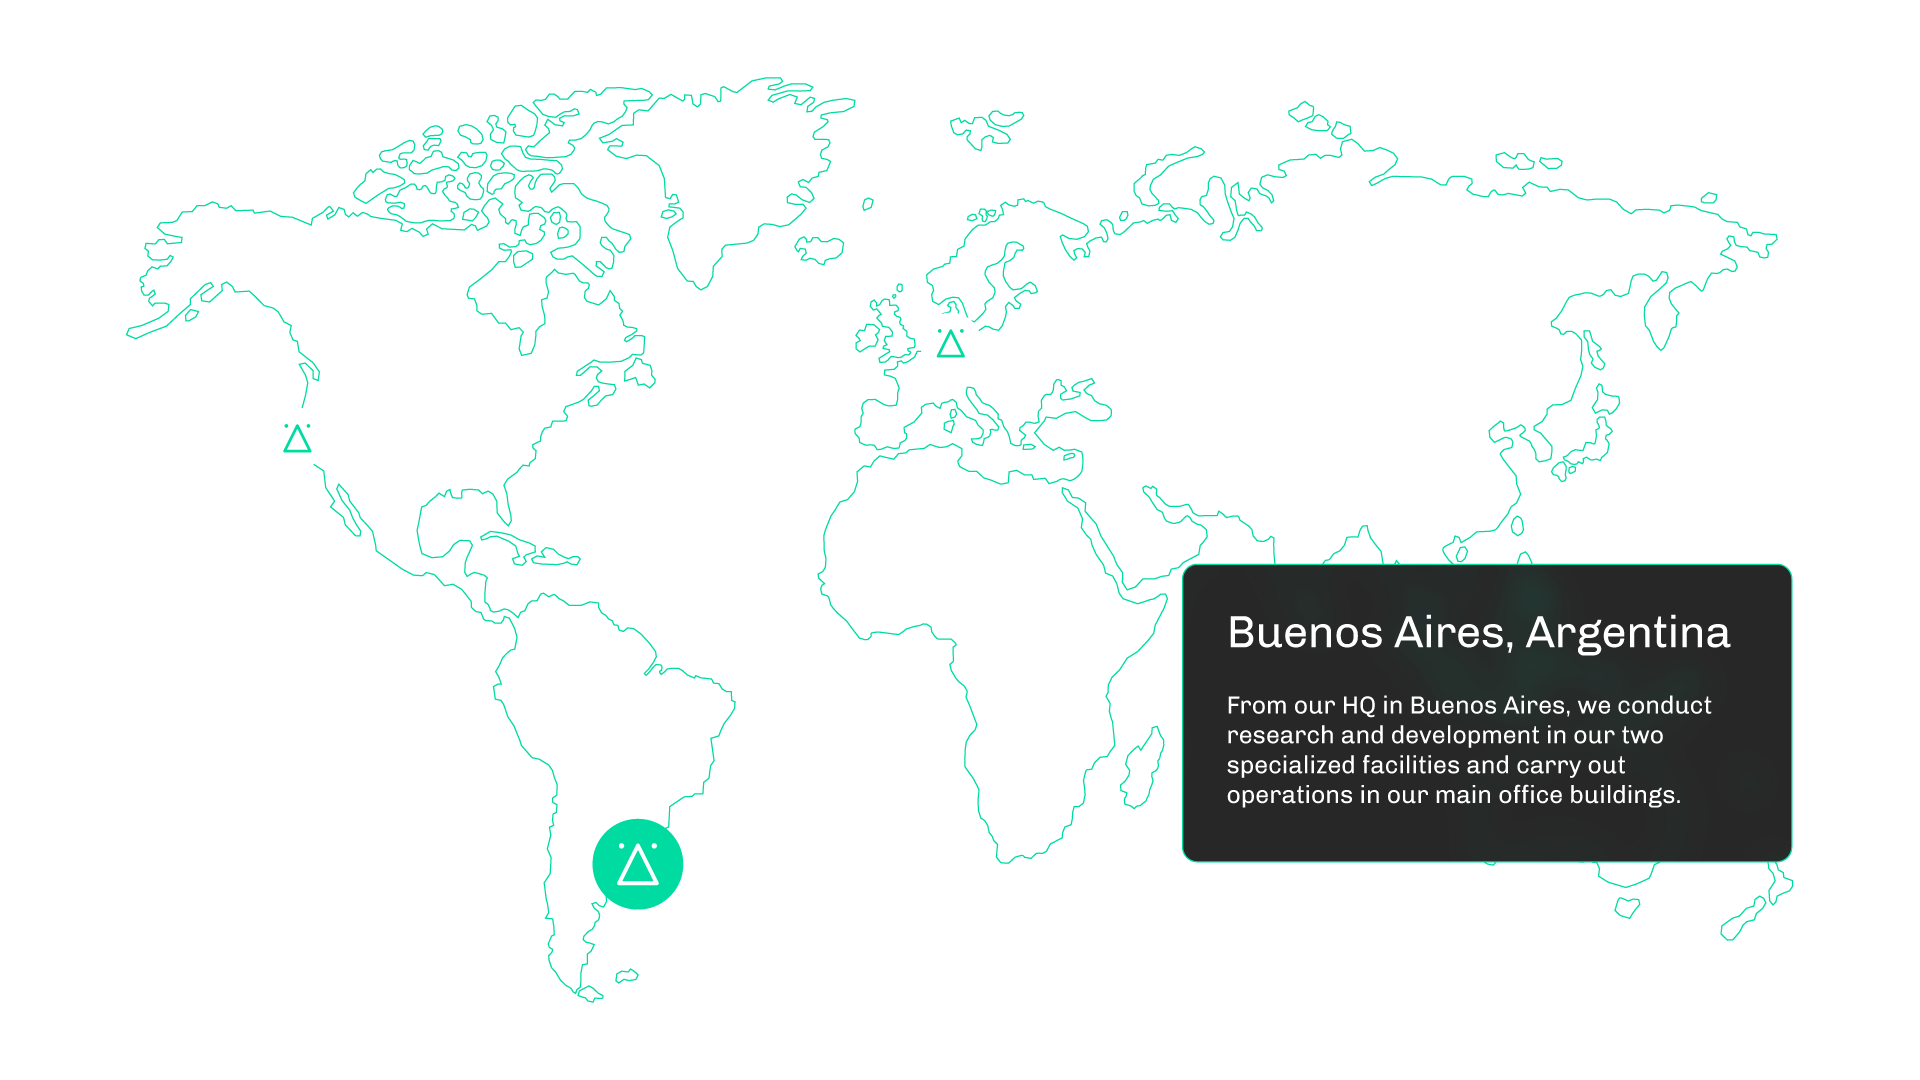 Buenos Aires, Argentina
From our HQ in Buenos Aires, we conduct
research and development in our two
specialized facilities and carry out
operations in our main office buildings.